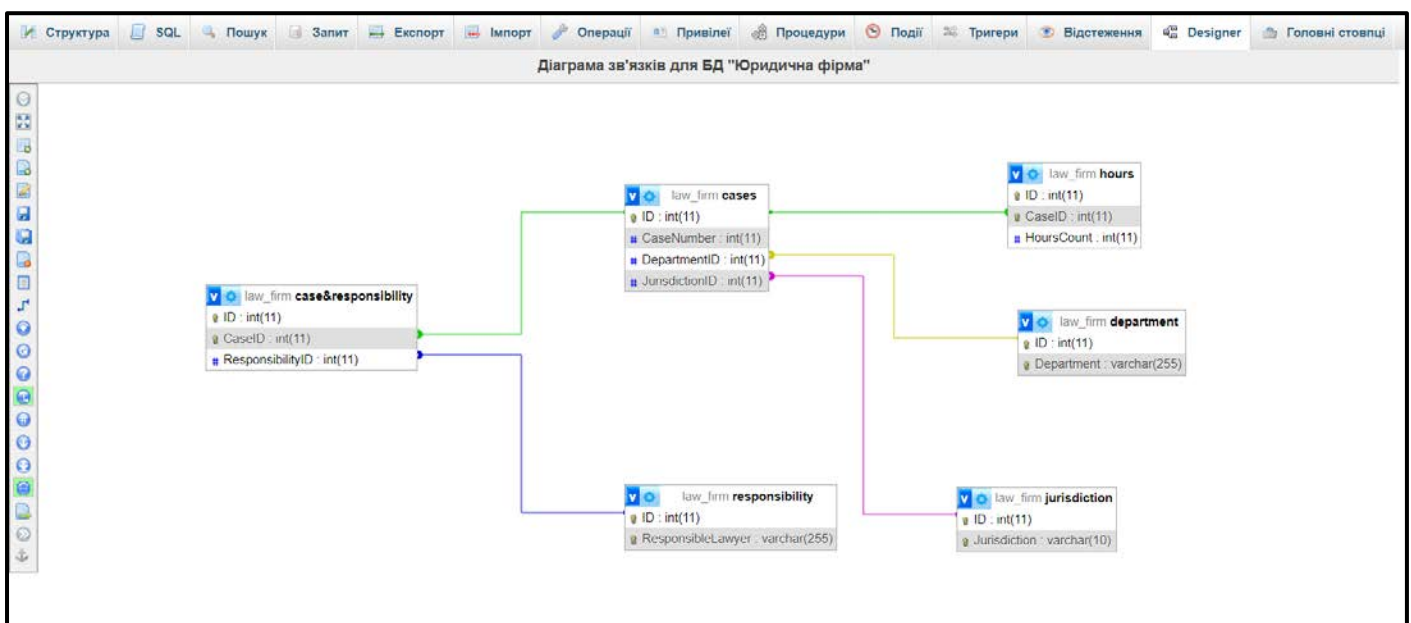 Структура SQL Пошук Запит Експорт Імпорт Операції Привілеї Процедури Події Тригери Відстеження Designer Головні стовпці
Діаграма зв'язків для БД "Юридична фірма"
law_firm hours
ID : int(11)
CaseID : int(11)
HoursCount : int(11)
law_firm cases
ID : int(11)
CaseNumber : int(11)
DepartmentID : int(11)
JurisdictionID : int(11)
law_firm case&responsibility
ID : int(11)
CaseID : int(11)
ResponsibilityID : int(11)
law_firm department
ID : int(11)
Department : varchar(255)
law_firm responsibility
ID : int(11)
ResponsibleLawyer : varchar(255)
law_firm jurisdiction
ID : int(11)
Jurisdiction : varchar(10)